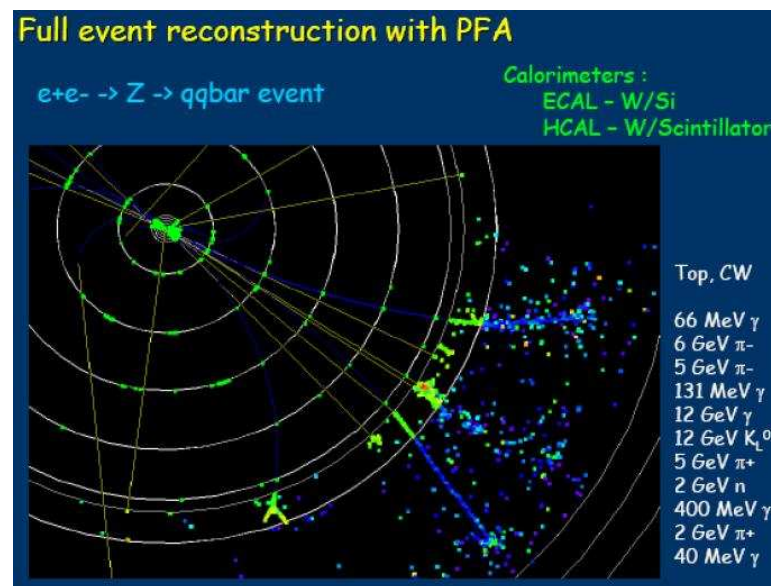 Full event reconstruction with PFA
e+e- -> Z -> qqbar event
Calorimeters :
ECAL – W/Si
HCAL – W/Scintillator
Top, CW
66 MeV γ
6 GeV π-
5 GeV π-
131 MeV γ
12 GeV γ
12 GeV K_L⁰
5 GeV π+
2 GeV n
400 MeV γ
2 GeV π+
40 MeV γ